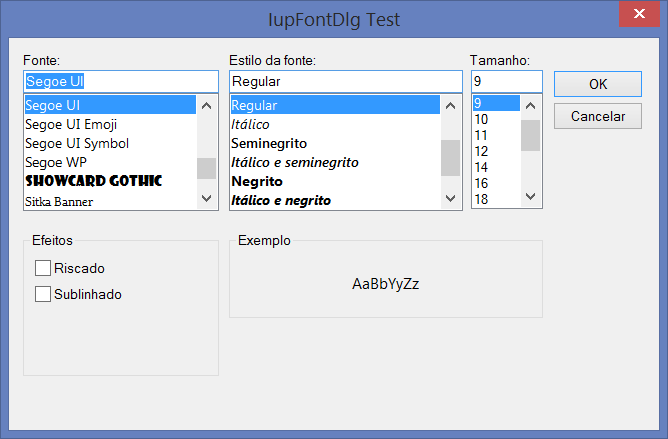 IupFontDlg Test
Fonte:
Segoe UI
Segoe UI
Segoe UI Emoji
Segoe UI Symbol
Segoe WP
SHOWCARD GOTHIC
Sitka Banner
Estilo da fonte:
Regular
Regular
Itálico
Seminegrito
Itálico e seminegrito
Negrito
Itálico e negrito
Tamanho:
9
9
10
11
12
14
16
18
OK
Cancelar
Efeitos
Riscado
Sublinhado
Exemplo
AaBbYyZz